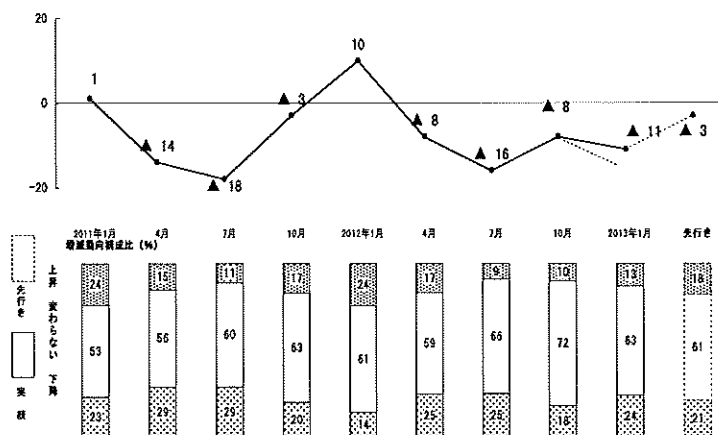 20
10
1
▲ 3
▲ 8
▲ 8
0
▲ 14
▲ 11
▲ 3
▲ 16
▲ 18
-20
2011年1月 4月 7月 10月 2012年1月 4月 7月 10月 2013年1月 先行き
増減動向構成比 (%)
上昇 変わらない 下降
先行き
実績
24 15 11 17 24 17 9 10 13 18
53 56 60 63 61 59 66 72 63 61
23 29 29 20 14 25 25 18 24 21